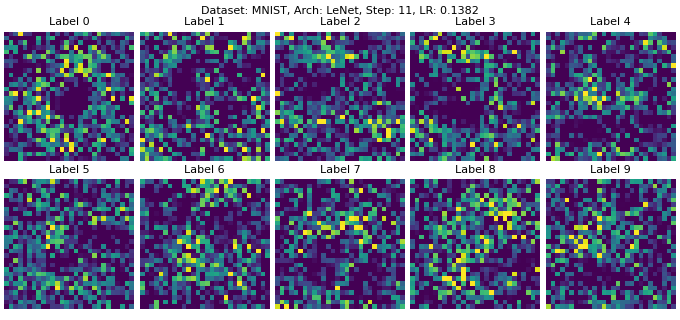 Dataset: MNIST, Arch: LeNet, Step: 11, LR: 0.1382
Label 0 Label 1 Label 2 Label 3 Label 4
Label 5 Label 6 Label 7 Label 8 Label 9